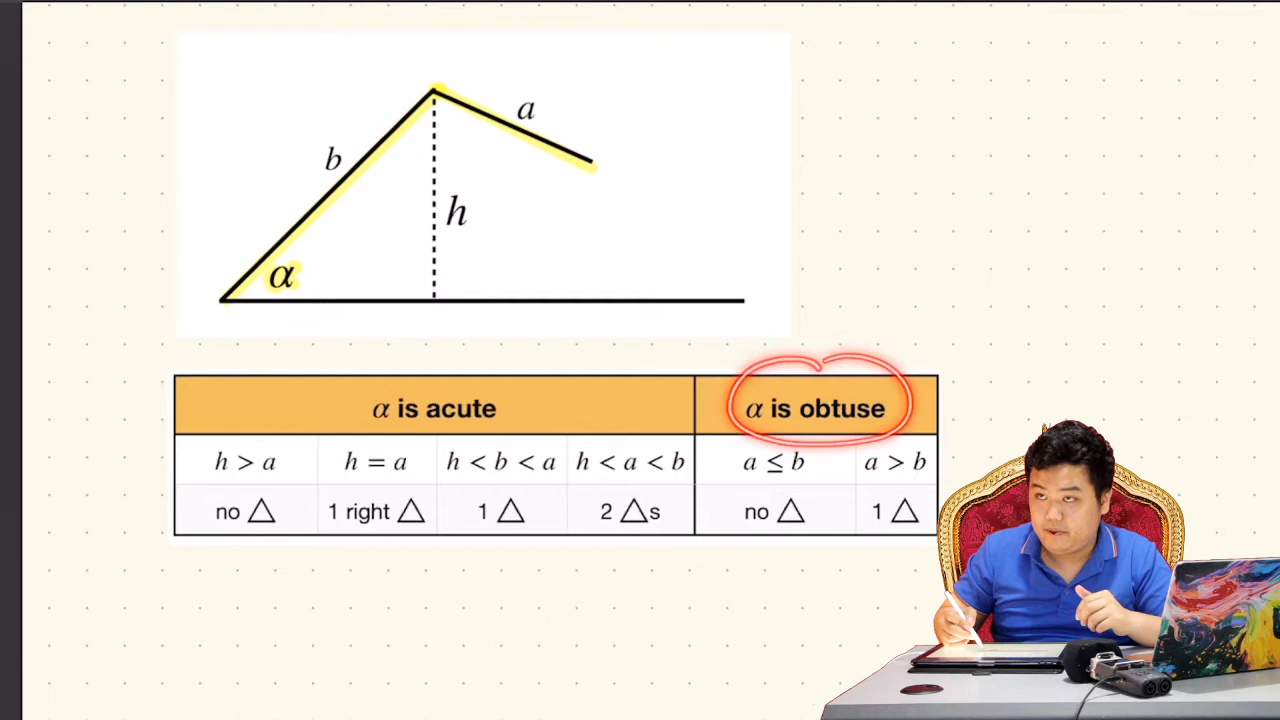 a
b
h
α
α is acute α is obtuse
h > a h = a h < b < a h < a < b a ≤ b a > b
no △ 1 right △ 1 △ 2 △s no △ 1 △